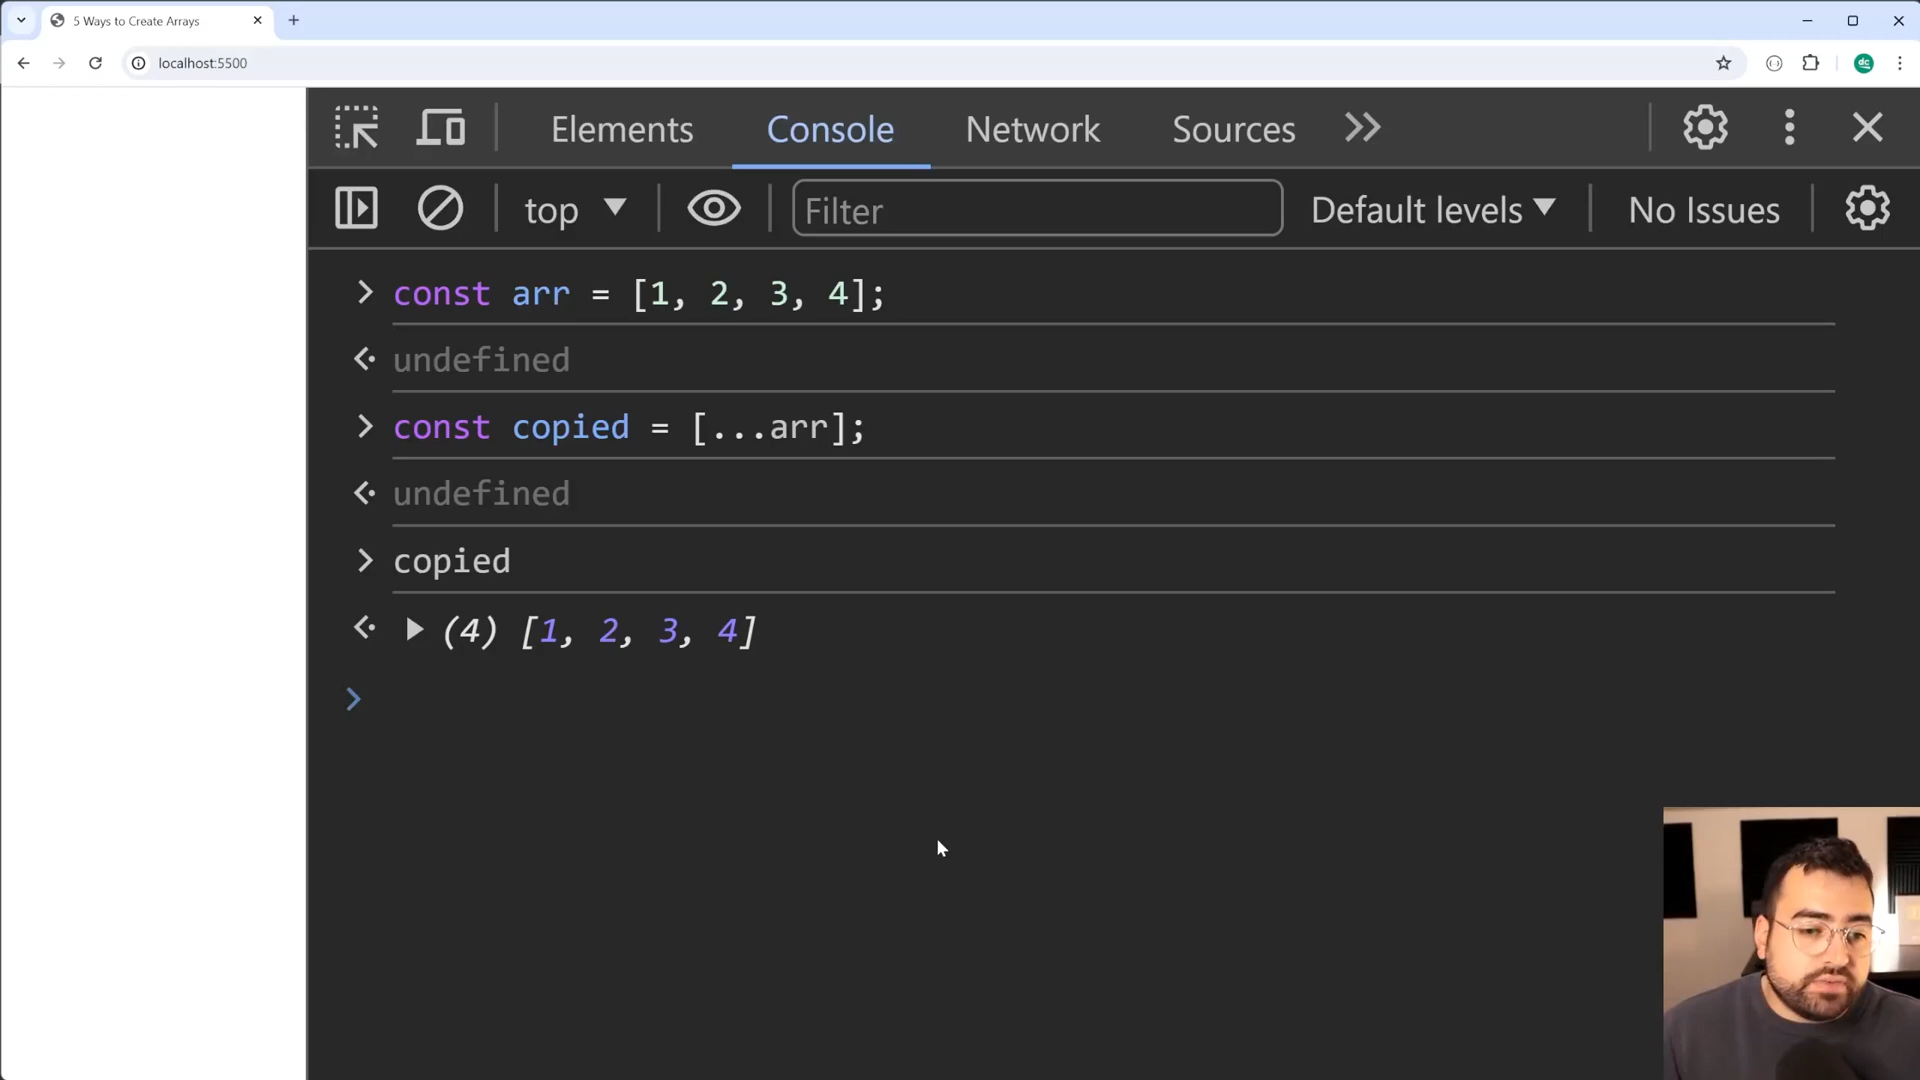 5 Ways to Create Arrays
localhost:5500
Elements Console Network Sources
top Filter Default levels No Issues
const arr = [1, 2, 3, 4];
undefined
const copied = [...arr];
undefined
copied
(4) [1, 2, 3, 4]